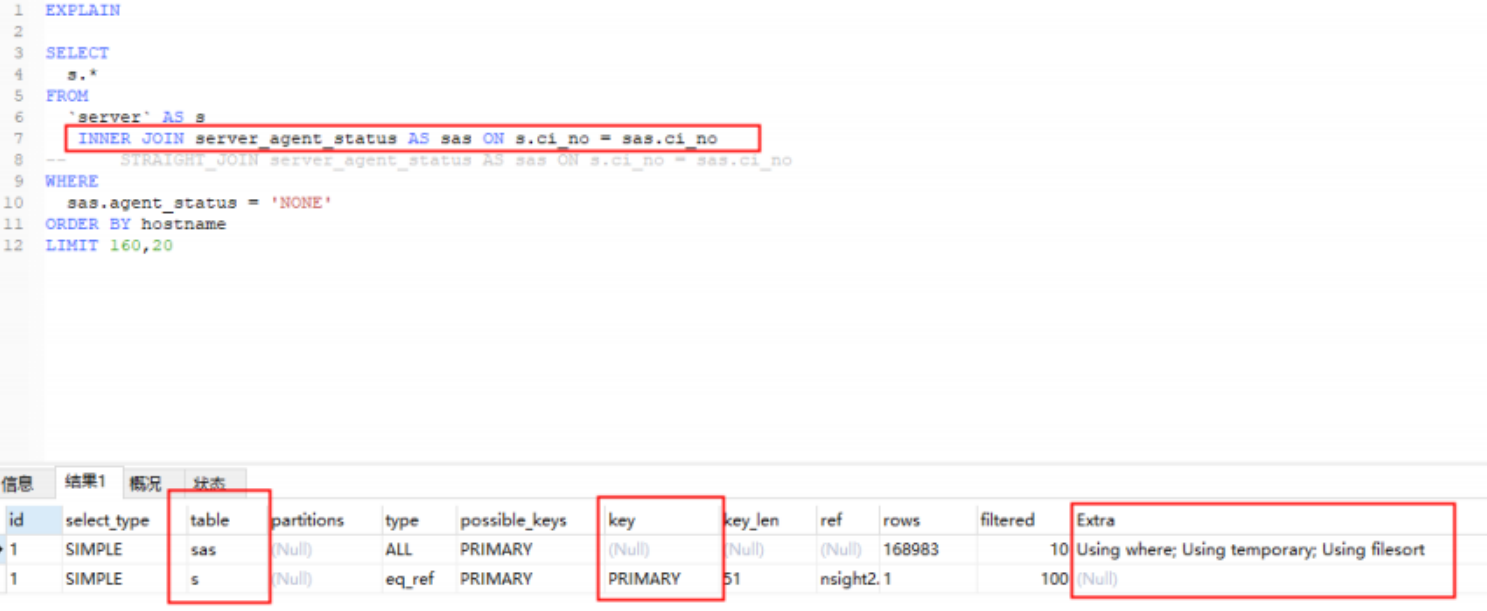 1 EXPLAIN
2
3 SELECT
4 s.*
5 FROM
6 `server` AS s
7 INNER JOIN server_agent_status AS sas ON s.ci_no = sas.ci_no
8 -- STRAIGHT_JOIN server_agent_status AS sas ON s.ci_no = sas.ci_no
9 WHERE
10 sas.agent_status = 'NONE'
11 ORDER BY hostname
12 LIMIT 160,20
信息 结果1 概况 状态
id select_type table partitions type possible_keys key key_len ref rows filtered Extra
1 SIMPLE sas (Null) ALL PRIMARY (Null) (Null) (Null) 168983 10 Using where; Using temporary; Using filesort
1 SIMPLE s (Null) eq_ref PRIMARY PRIMARY 51 nsight2. 1 100 (Null)